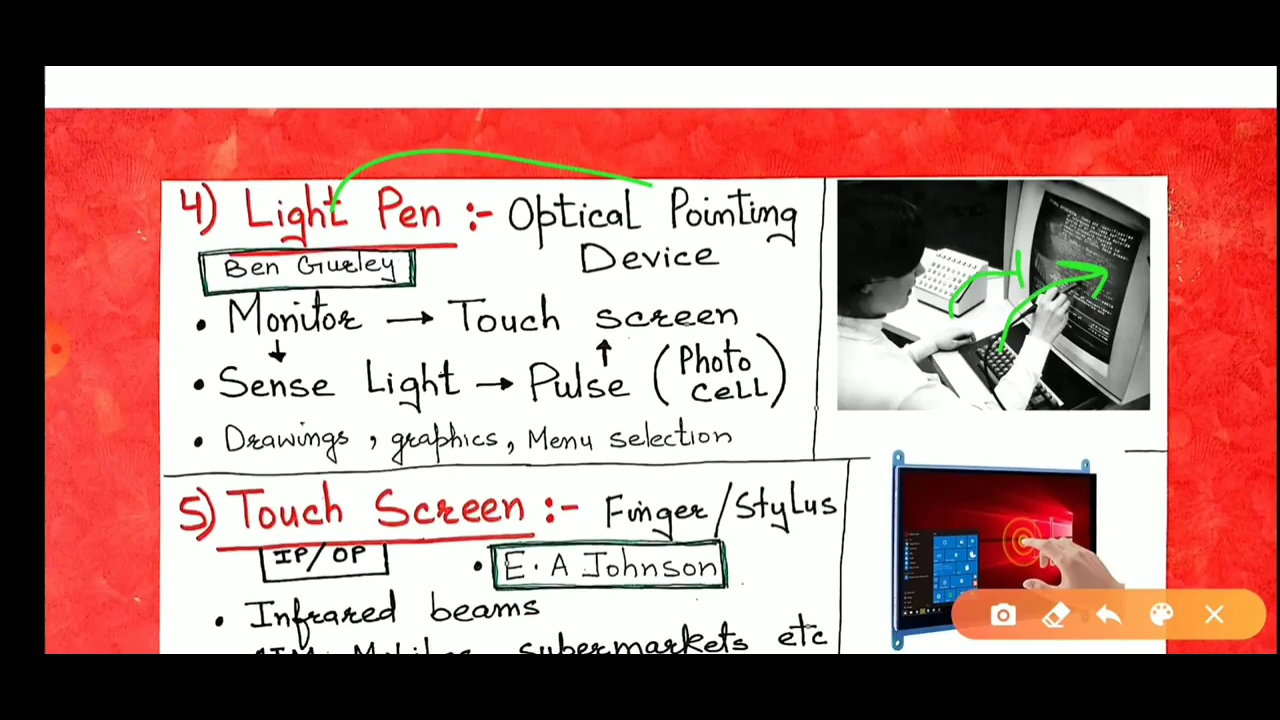 4) Light Pen :- Optical Pointing
Device
Ben Gurley
• Monitor → Touch screen
• Sense Light → Pulse (Photo Cell)
• Drawings, graphics, Menu selection
5) Touch Screen :- Finger/Stylus
IP/OP
• E. A Johnson
• Infrared beams
supermarkets etc